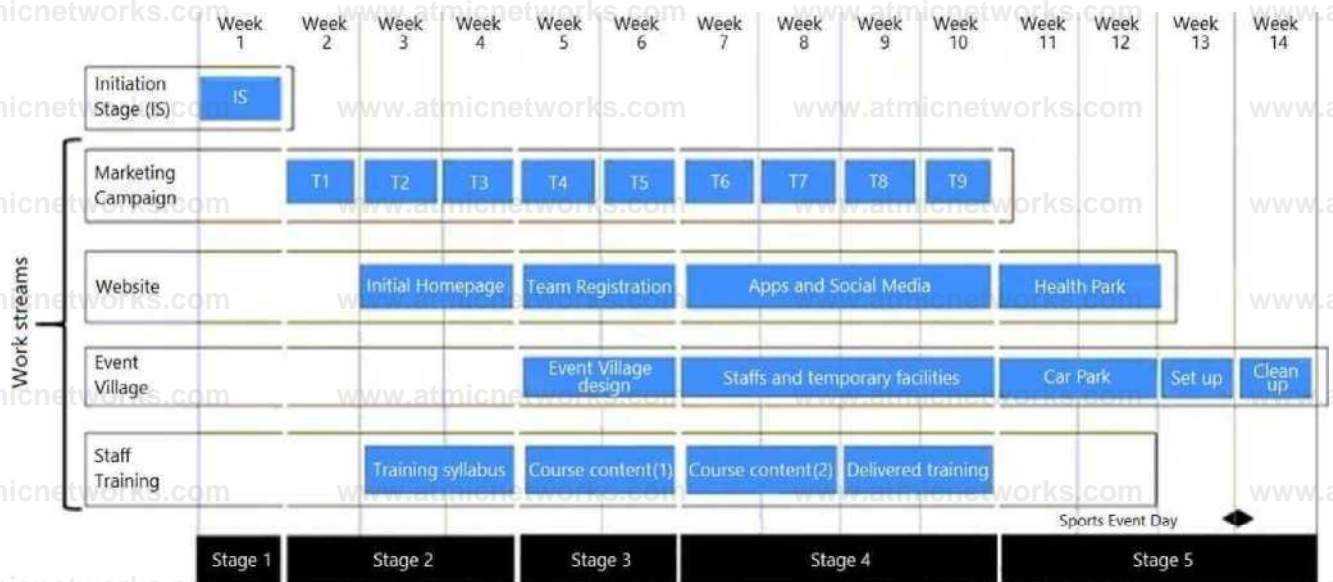 Week 1
Week 2
Week 3
Week 4
Week 5
Week 6
Week 7
Week 8
Week 9
Week 10
Week 11
Week 12
Week 13
Week 14
Initiation
Stage (IS)
IS
www.atmicnetworks.com
Marketing
Campaign
T1
T2
T3
T4
T5
T6
T7
T8
T9
Work streams
Website
Initial Homepage
Team Registration
Apps and Social Media
Health Park
Event
Village
Event Village
design
Staffs and temporary facilities
Car Park
Set up
Clean
up
Staff
Training
Training syllabus
Course content(1)
Course content(2)
Delivered training
Sports Event Day
Stage 1
Stage 2
Stage 3
Stage 4
Stage 5